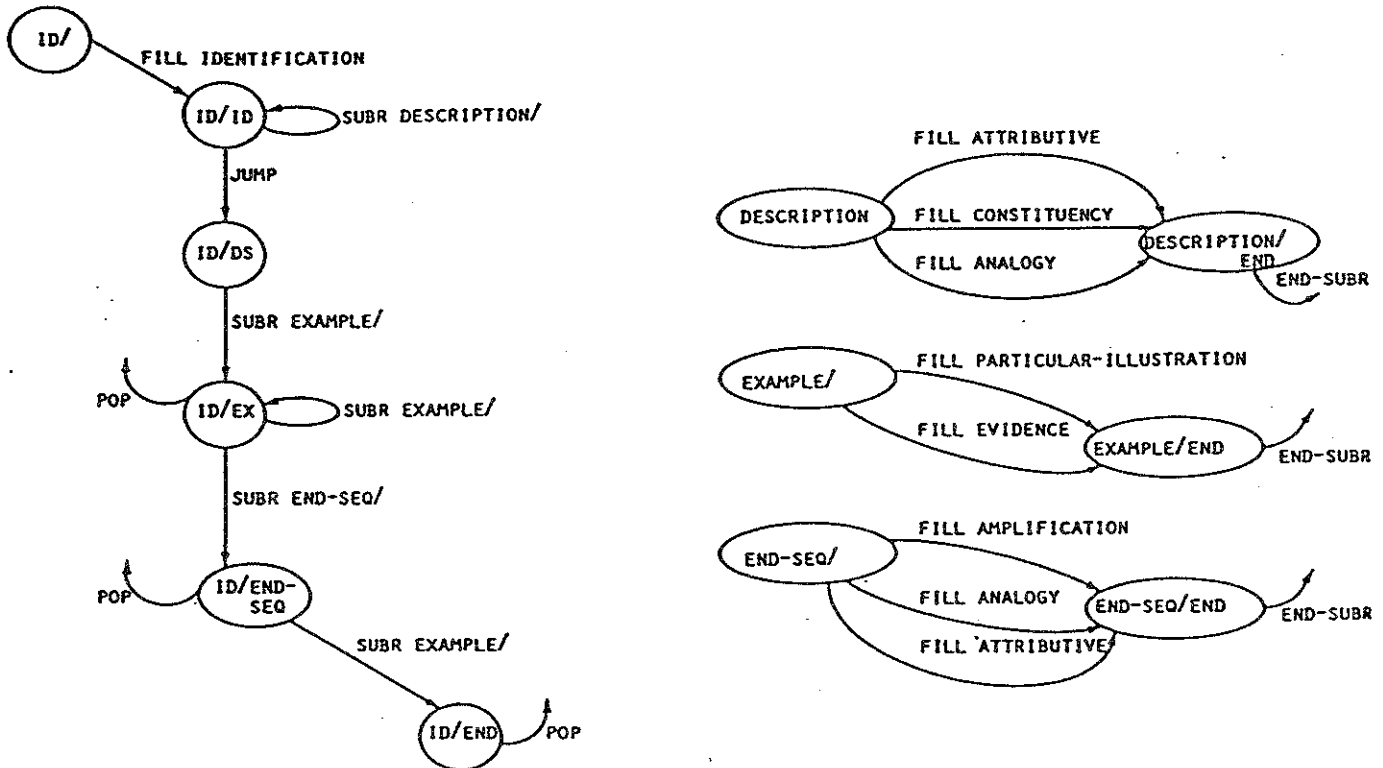 ID/
FILL IDENTIFICATION
ID/ID
SUBR DESCRIPTION/
JUMP
ID/DS
SUBR EXAMPLE/
POP
ID/EX
SUBR EXAMPLE/
SUBR END-SEQ/
POP
ID/END-
SEQ
SUBR EXAMPLE/
ID/END
POP
FILL ATTRIBUTIVE
DESCRIPTION
FILL CONSTITUENCY
DESCRIPTION/
END
FILL ANALOGY
END-SUBR
EXAMPLE/
FILL PARTICULAR-ILLUSTRATION
FILL EVIDENCE
EXAMPLE/END
END-SUBR
FILL AMPLIFICATION
END-SEQ/
FILL ANALOGY
END-SEQ/END
END-SUBR
FILL ATTRIBUTIVE